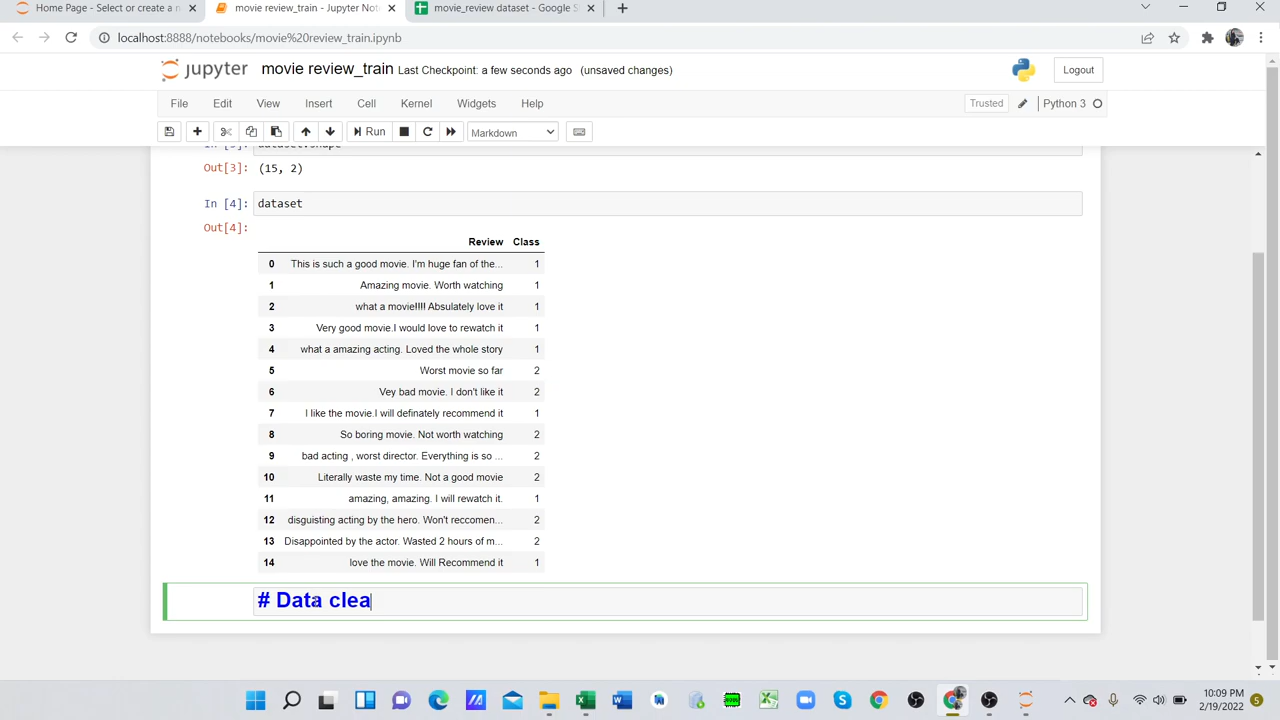 Home Page - Select or create a n
movie review_train - Jupyter Not
movie_review dataset - Google S
localhost:8888/notebooks/movie%20review_train.ipynb
jupyter movie review_train Last Checkpoint: a few seconds ago (unsaved changes) Logout
File Edit View Insert Cell Kernel Widgets Help Trusted Python 3
Run Markdown
dataset.shape
Out[3]: (15, 2)
In [4]: dataset
Out[4]:
Review Class
0 This is such a good movie. I'm huge fan of the... 1
1 Amazing movie. Worth watching 1
2 what a movie!!!! Absulately love it 1
3 Very good movie.I would love to rewatch it 1
4 what a amazing acting. Loved the whole story 1
5 Worst movie so far 2
6 Vey bad movie. I don't like it 2
7 I like the movie.I will definately recommend it 1
8 So boring movie. Not worth watching 2
9 bad acting , worst director. Everything is so ... 2
10 Literally waste my time. Not a good movie 2
11 amazing, amazing. I will rewatch it. 1
12 disgusting acting by the hero. Won't reccomen... 2
13 Disappointed by the actor. Wasted 2 hours of m... 2
14 love the movie. Will Recommend it 1
# Data clea
10:09 PM
2/19/2022
5